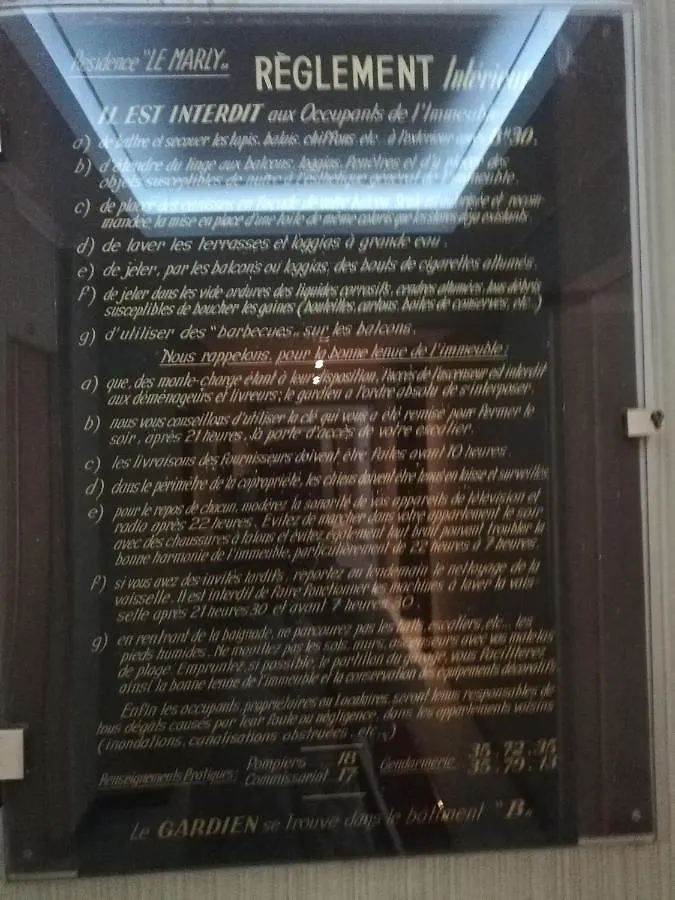 Résidence "LE MARLY"
RÈGLEMENT Intérieur
IL EST INTERDIT aux Occupants de l'Immeuble
a) de battre et secouer les tapis, balais, chiffons etc. à l'extérieur 30.
b) d'étendre du linge aux balcons, loggias, fenêtres et d'y des
objets susceptibles de nuire à l'esthétique général de l'immeuble.
c) de et recom-
mandée la mise en place d'une toile de même coloris que les stores déjà existants.
d) de laver les terrasses et loggias à grande eau.
e) de jeter, par les balcons ou loggias, des bouts de cigarettes allumés.
f) de jeter dans les vide ordures des liquides corrosifs, cendres allumées, tous débris
susceptibles de boucher les gaines (bouteilles, cartons, boites de conserves, etc.)
g) d'utiliser des "barbecues" sur les balcons.
Nous rappelons, pour la bonne tenue de l'immeuble:
a) que, des monte-charge étant à leur disposition, l'accès de l'ascenseur est interdit
aux déménageurs et livreurs; le gardien a l'ordre absolu de s'interposer.
b) nous vous conseillons d'utiliser la clé qui vous a été remise pour fermer le
soir, après 21 heures, la porte d'accès de votre escalier.
c) les livraisons des fournisseurs doivent être faites avant 10 heures.
d) dans le périmètre de la copropriété, les chiens doivent être tenus en laisse et surveillés
e) pour le repos de chacun, modérez la sonorité de vos appareils de télévision et
radio après 22 heures. Evitez de marcher dans votre appartement le soir
avec des chaussures à talons et évitez également tout bruit pouvant troubler la
bonne harmonie de l'immeuble, particulièrement de 22 heures à 7 heures
f) si vous avez des invités tardifs, reportez au lendemain le nettoyage de la
vaisselle. Il est interdit de faire fonctionner les machines à laver la vais-
selle après 21 heures 30 et avant 7 heures 30.
g) en rentrant de la baignade, ne parcourez pas les escaliers etc... les
pieds humides. Ne mouillez pas les sols, murs, ascenseurs avec vos matelas
de plage. Empruntez, si possible, le portillon du vous faciliterez
ainsi la bonne tenue de l'immeuble et la conservation des équipements décoratifs
Enfin les occupants, propriétaires ou locataires, seront tenus responsables de
tous dégats causés par leur faute ou négligence, dans les appartements voisins
(inondations, canalisations obstruées, etc...)
Renseignements Pratiques: Pompiers 18 Gendarmerie
Commissariat 17
Le GARDIEN se trouve dans le bâtiment "B"